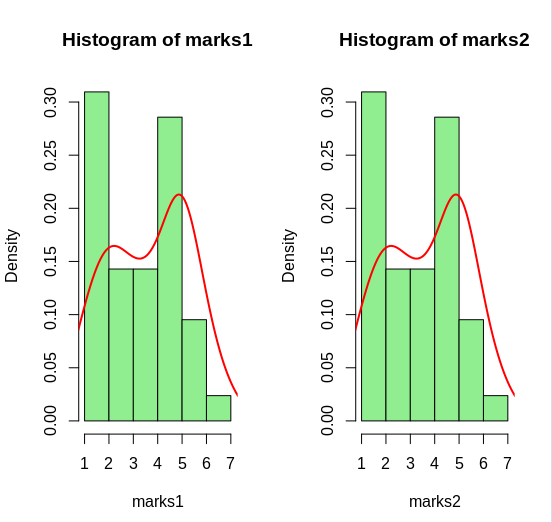 Histogram of marks1
Density
0.00 0.05 0.10 0.15 0.20 0.25 0.30
1 2 3 4 5 6 7
marks1
Histogram of marks2
Density
0.00 0.05 0.10 0.15 0.20 0.25 0.30
1 2 3 4 5 6 7
marks2